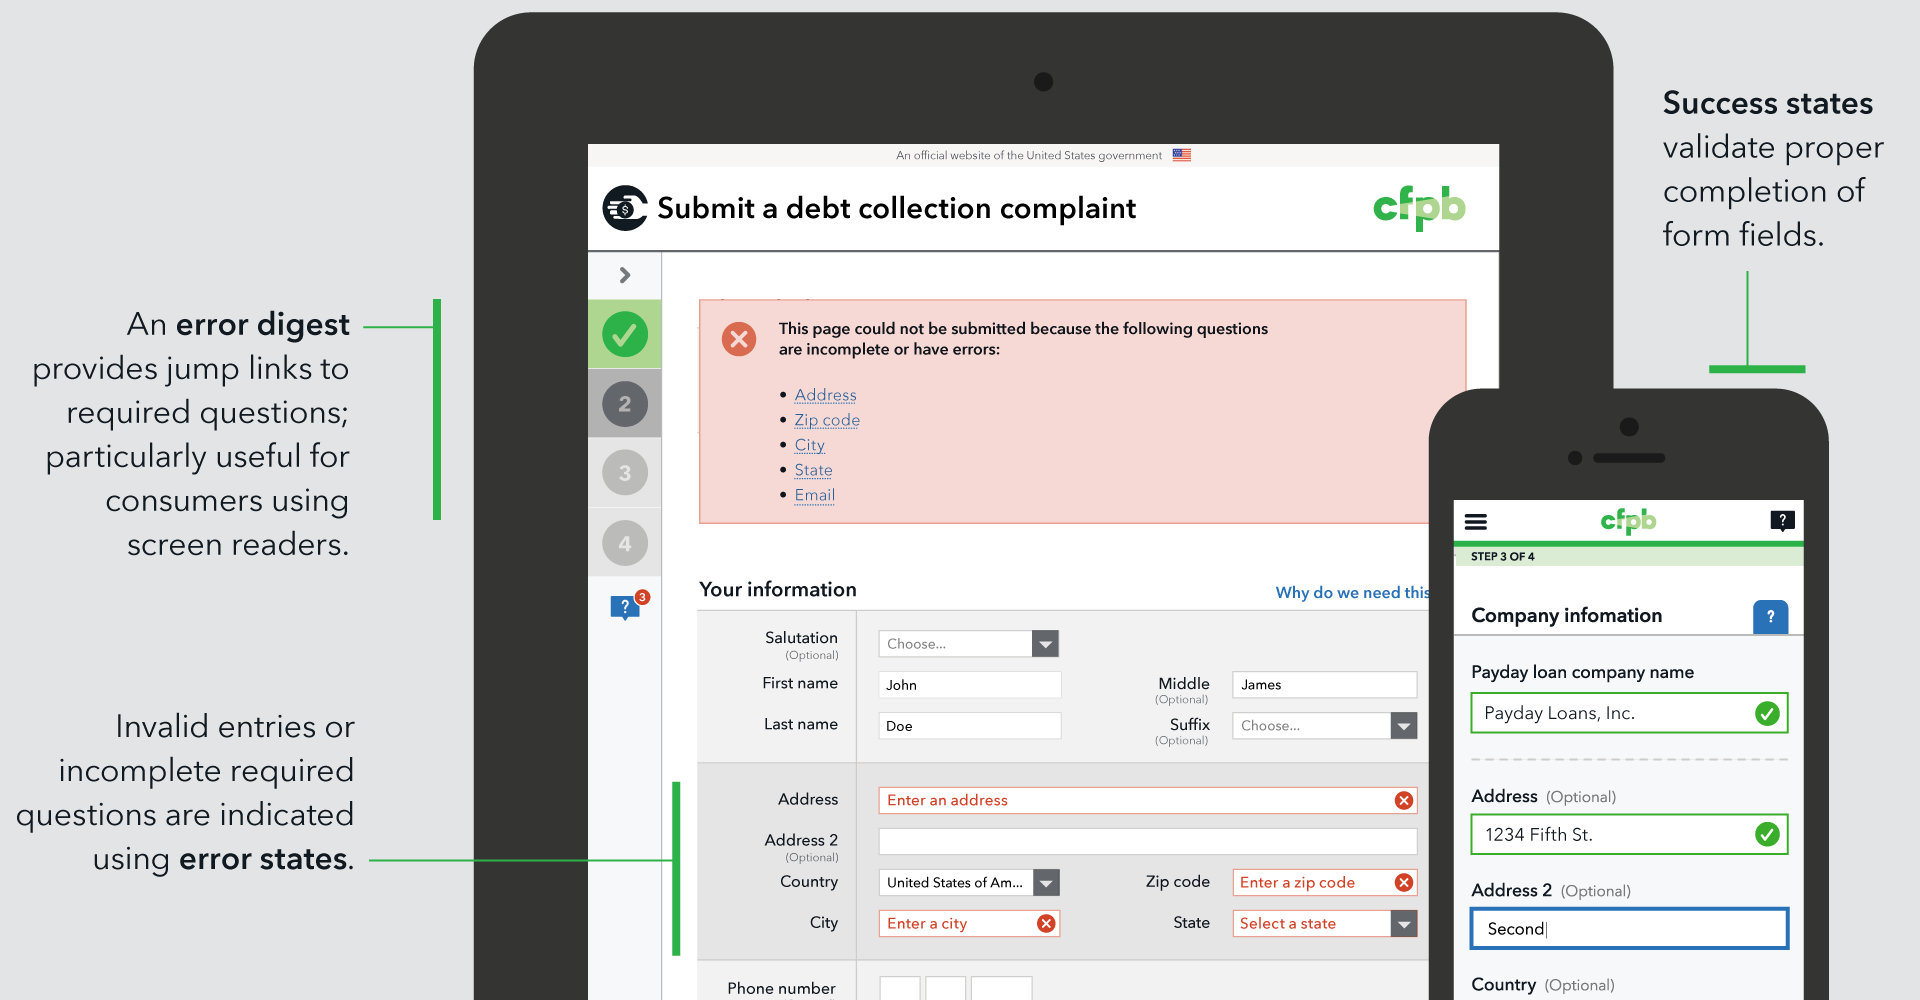 An official website of the United States government
Submit a debt collection complaint
cfpb
An error digest
provides jump links to
required questions;
particularly useful for
consumers using
screen readers.
Invalid entries or
incomplete required
questions are indicated
using error states.
Success states
validate proper
completion of
form fields.
2
3
4
?
3
This page could not be submitted because the following questions
are incomplete or have errors:
• Address
• Zip code
• City
• State
• Email
Your information
Why do we need this
Salutation
(Optional)
Choose...
First name
John
Middle
(Optional)
James
Last name
Doe
Suffix
(Optional)
Choose...
Address
Enter an address
Address 2
(Optional)
Country
United States of Am...
Zip code
Enter a zip code
City
Enter a city
State
Select a state
Phone number
cfpb
?
STEP 3 OF 4
Company infomation
?
Payday loan company name
Payday Loans, Inc.
Address (Optional)
1234 Fifth St.
Address 2 (Optional)
Second
Country (Optional)